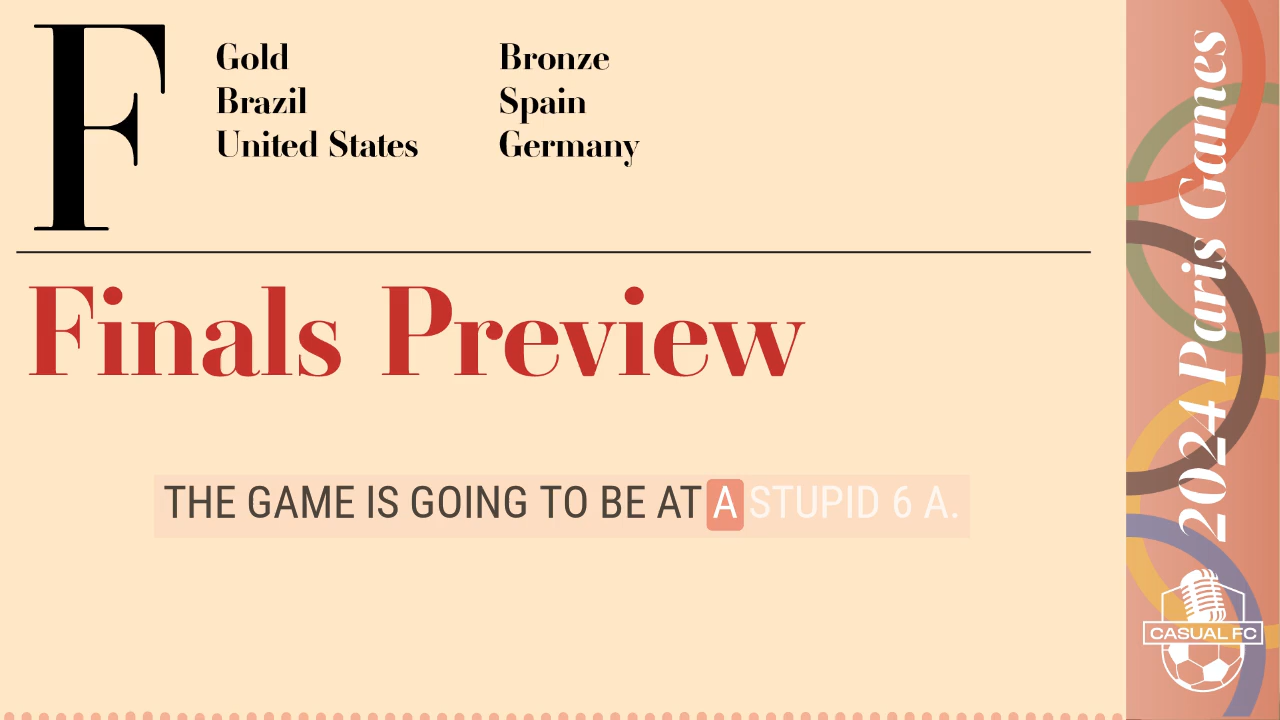 F
Gold
Brazil
United States
Bronze
Spain
Germany
Finals Preview
THE GAME IS GOING TO BE AT A STUPID 6 A.
2024 Paris Games
CASUAL FC